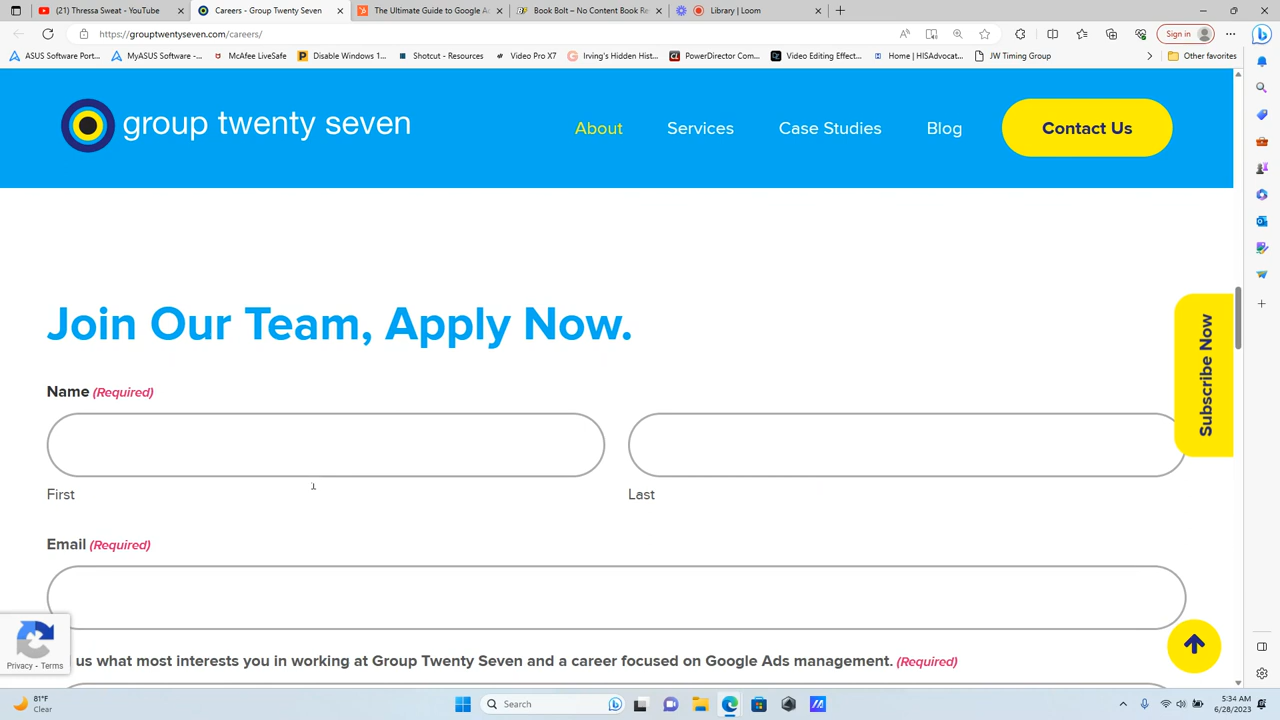 (21) Thressa Sweat - YouTube
Careers - Group Twenty Seven
The Ultimate Guide to Google Ad
Book Bolt – No Content Book Re
Library | Loom
https://grouptwentyseven.com/careers/
Sign in
ASUS Software Port...
MyASUS Software -...
McAfee LiveSafe
Disable Windows 1...
Shotcut - Resources
Video Pro X7
Irving's Hidden Hist...
PowerDirector Com...
Video Editing Effect...
Home | HISAdvocat...
JW Timing Group
Other favorites
group twenty seven
About
Services
Case Studies
Blog
Contact Us
Subscribe Now
Join Our Team, Apply Now.
Name (Required)
First
Last
Email (Required)
us what most interests you in working at Group Twenty Seven and a career focused on Google Ads management. (Required)
Privacy - Terms
81°F
Clear
Search
5:34 AM
6/28/2023